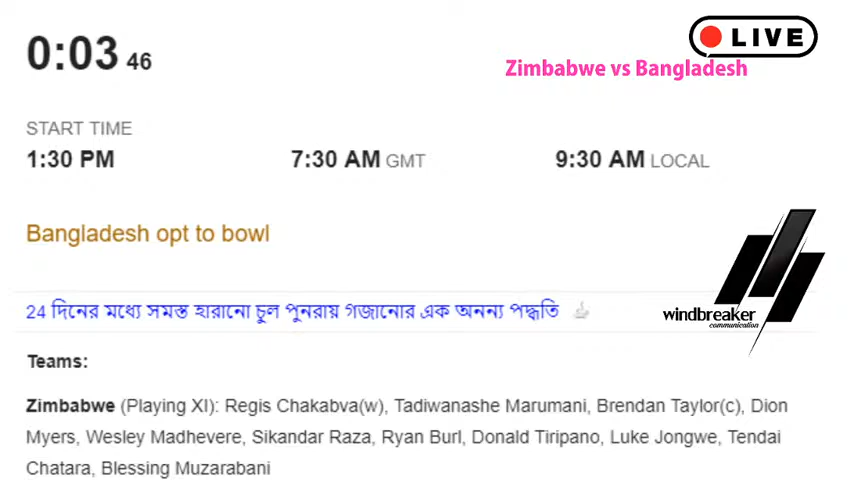 0:03 46
LIVE
Zimbabwe vs Bangladesh
START TIME
1:30 PM
7:30 AM GMT
9:30 AM LOCAL
Bangladesh opt to bowl
windbreaker
communication
24 দিনের মধ্যে সমস্ত হারানো চুল পুনরায় গজানোর এক অনন্য পদ্ধতি
Teams:
Zimbabwe (Playing XI): Regis Chakabva(w), Tadiwanashe Marumani, Brendan Taylor(c), Dion
Myers, Wesley Madhevere, Sikandar Raza, Ryan Burl, Donald Tiripano, Luke Jongwe, Tendai
Chatara, Blessing Muzarabani